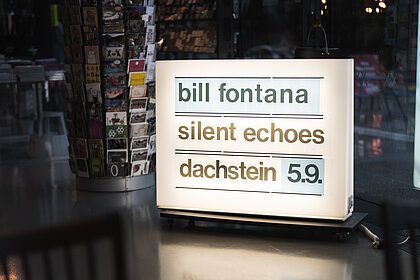 bill fontana
silent echoes
dachstein 5.9.